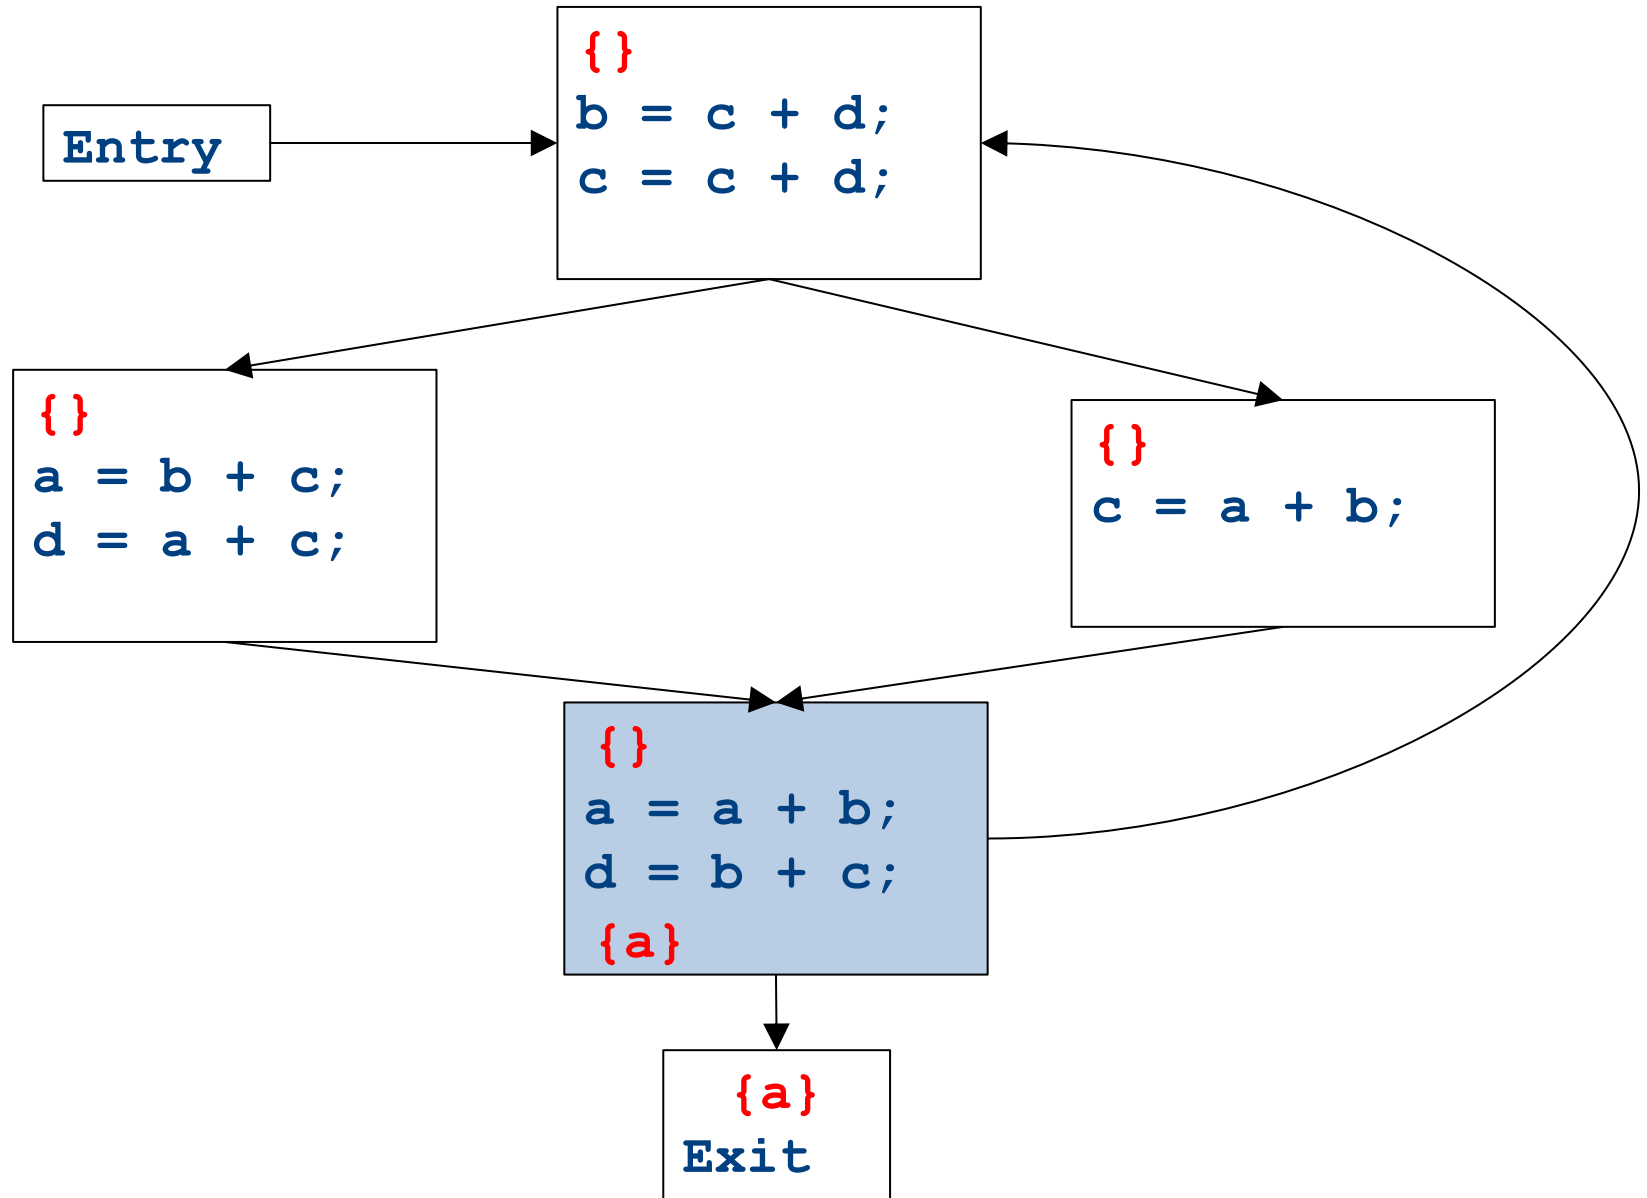 {}
b = c + d;
c = c + d;
Entry
{}
a = b + c;
d = a + c;
{}
c = a + b;
{}
a = a + b;
d = b + c;
{a}
{a}
Exit